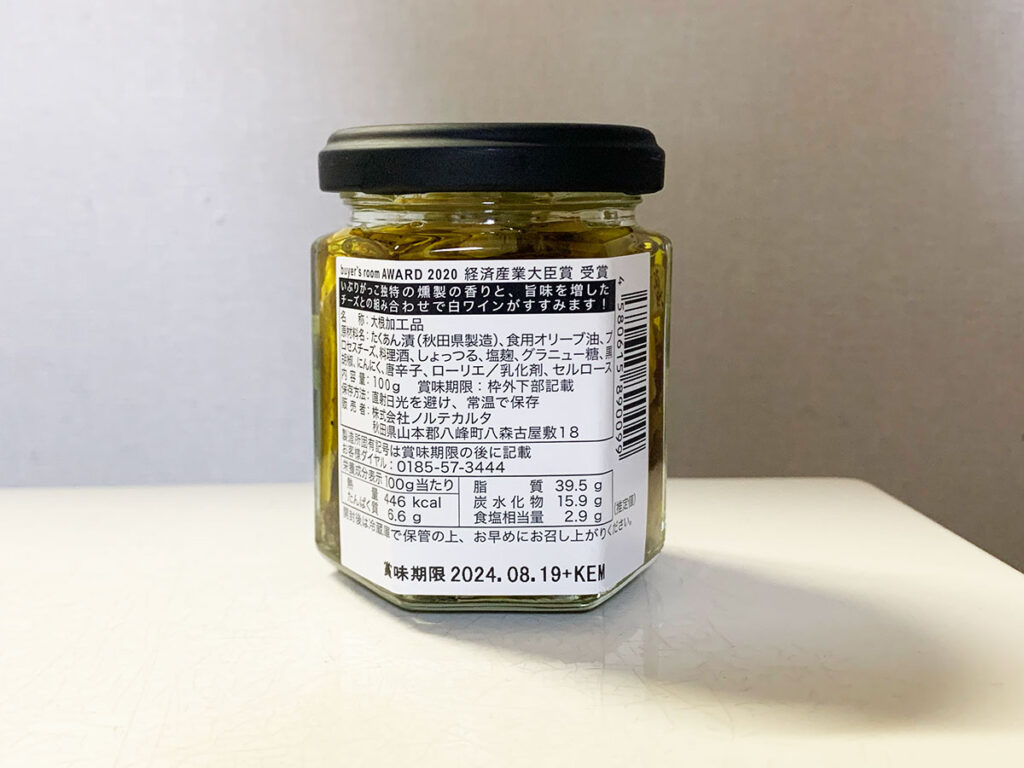 buyer's room AWARD 2020 経済産業大臣賞 受賞
いぶりがっこ独特の燻製の香りと、旨味を増した
チーズとの組み合わせで白ワインがすすみます!
名 称:大根加工品
原材料名:たくあん漬(秋田県製造)、食用オリーブ油、プ
ロセスチーズ、料理酒、しょっつる、塩麹、グラニュー糖、黒
胡椒、にんにく、唐辛子、ローリエ/乳化剤、セルロース
内容量:100g 賞味期限:枠外下部記載
保存方法:直射日光を避け、常温で保存
販売者:株式会社ノルテカルタ
秋田県山本郡八峰町八森古屋敷18
製造所固有記号は賞味期限の後に記載
お客様ダイヤル:0185-57-3444
栄養成分表示100g当たり
熱量 446 kcal
たんぱく質 6.6 g
脂質 39.5 g
炭水化物 15.9 g
食塩相当量 2.9 g
(推定値)
開封後は冷蔵庫で保管の上、お早めにお召し上がりください。
賞味期限 2024.08.19+KEM
4 580615 890099